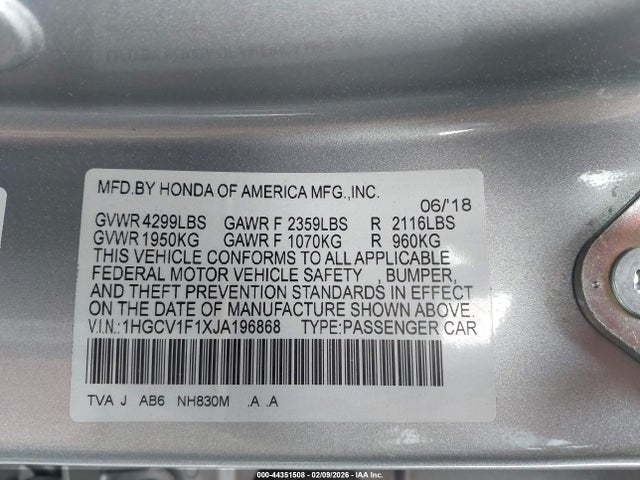 MFD.BY HONDA OF AMERICA MFG.,INC.
06/'18
GVWR 4299LBS GAWR F 2359LBS R 2116LBS
GVWR 1950KG GAWR F 1070KG R 960KG
THIS VEHICLE CONFORMS TO ALL APPLICABLE
FEDERAL MOTOR VEHICLE SAFETY , BUMPER,
AND THEFT PREVENTION STANDARDS IN EFFECT
ON THE DATE OF MANUFACTURE SHOWN ABOVE.
V.I.N.:1HGCV1F1XJA196868 TYPE:PASSENGER CAR
TVA J AB6 NH830M .A .A
000-44351508 - 02/09/2026 - IAA Inc.